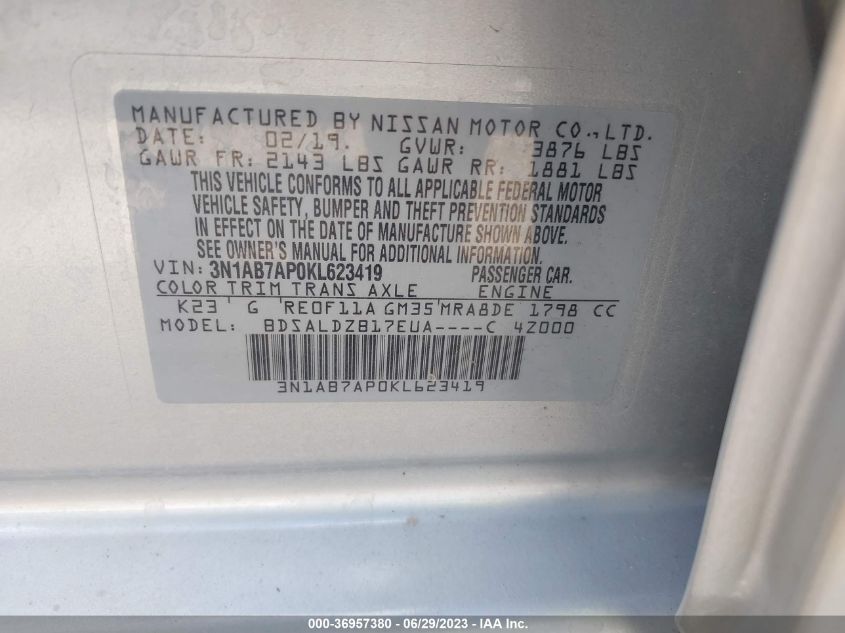 MANUFACTURED BY NISSAN MOTOR CO.,LTD.
DATE: 02/19. GVWR: 3876 LBS
GAWR FR: 2143 LBS GAWR RR: 1881 LBS
THIS VEHICLE CONFORMS TO ALL APPLICABLE FEDERAL MOTOR
VEHICLE SAFETY, BUMPER AND THEFT PREVENTION STANDARDS
IN EFFECT ON THE DATE OF MANUFACTURE SHOWN ABOVE.
SEE OWNER'S MANUAL FOR ADDITIONAL INFORMATION.
VIN: 3N1AB7AP0KL623419 PASSENGER CAR.
COLOR TRIM TRANS AXLE ENGINE
K23 G RE0F11A GM35 MRA8DE 1798 CC
MODEL: BDSALDZB17EUA----C 4Z000
3N1AB7AP0KL623419
000-36957380 - 06/29/2023 - IAA Inc.